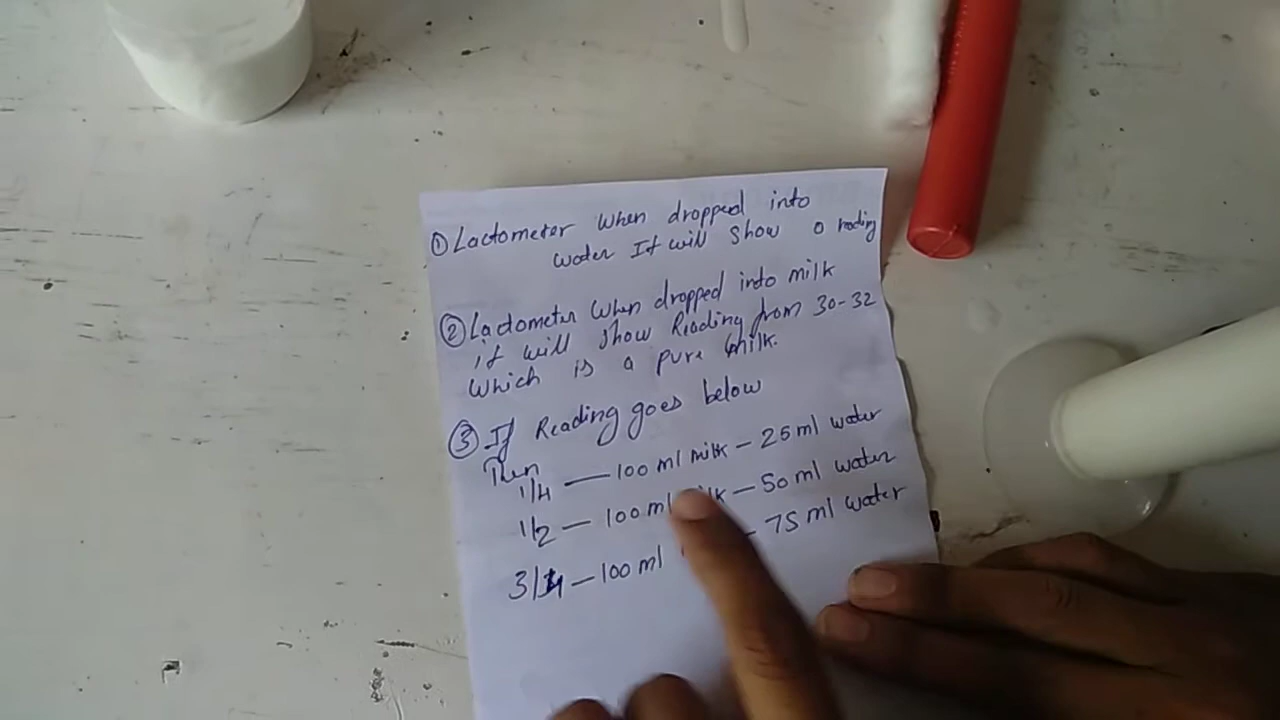 ① Lactometer when dropped into
water It will show 0 reading
② Lactometer when dropped into milk
it will show Reading from 30-32
which is a pure milk.
③ If Reading goes below
Then
1/4 — 100 ml milk — 25 ml water
1/2 — 100 ml — 50 ml water
3/4 — 100 ml — 75 ml water